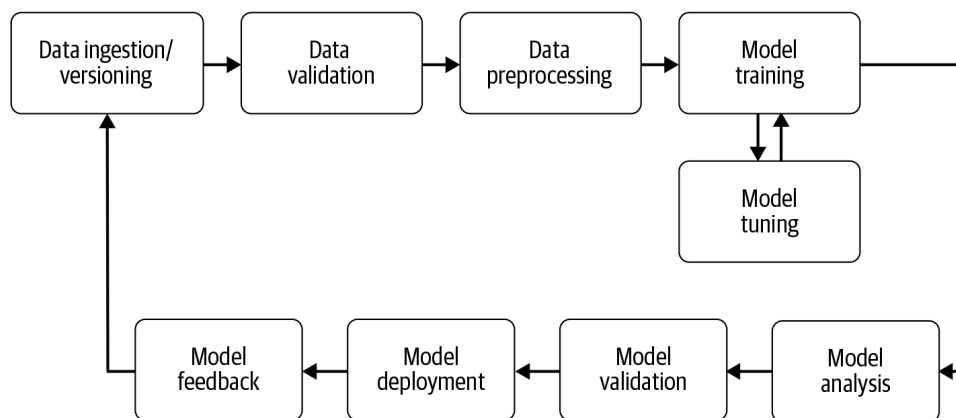 Data ingestion/
versioning
Data
validation
Data
preprocessing
Model
training
Model
tuning
Model
feedback
Model
deployment
Model
validation
Model
analysis